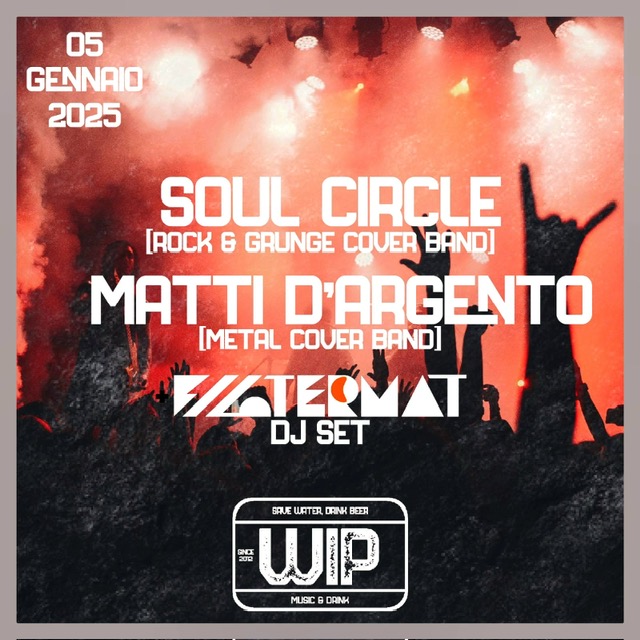 05
GENNAIO
2025
SOUL CIRCLE
[ROCK & GRUNGE COVER BAND]
MATTI D'ARGENTO
[METAL COVER BAND]
FILTERMAT
DJ SET
SAVE WATER, DRINK BEER
SINCE
2012
WIP
MUSIC & DRINK